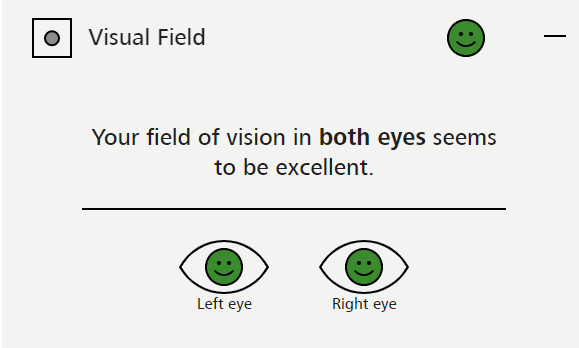 Visual Field
Your field of vision in both eyes seems
to be excellent.
Left eye
Right eye